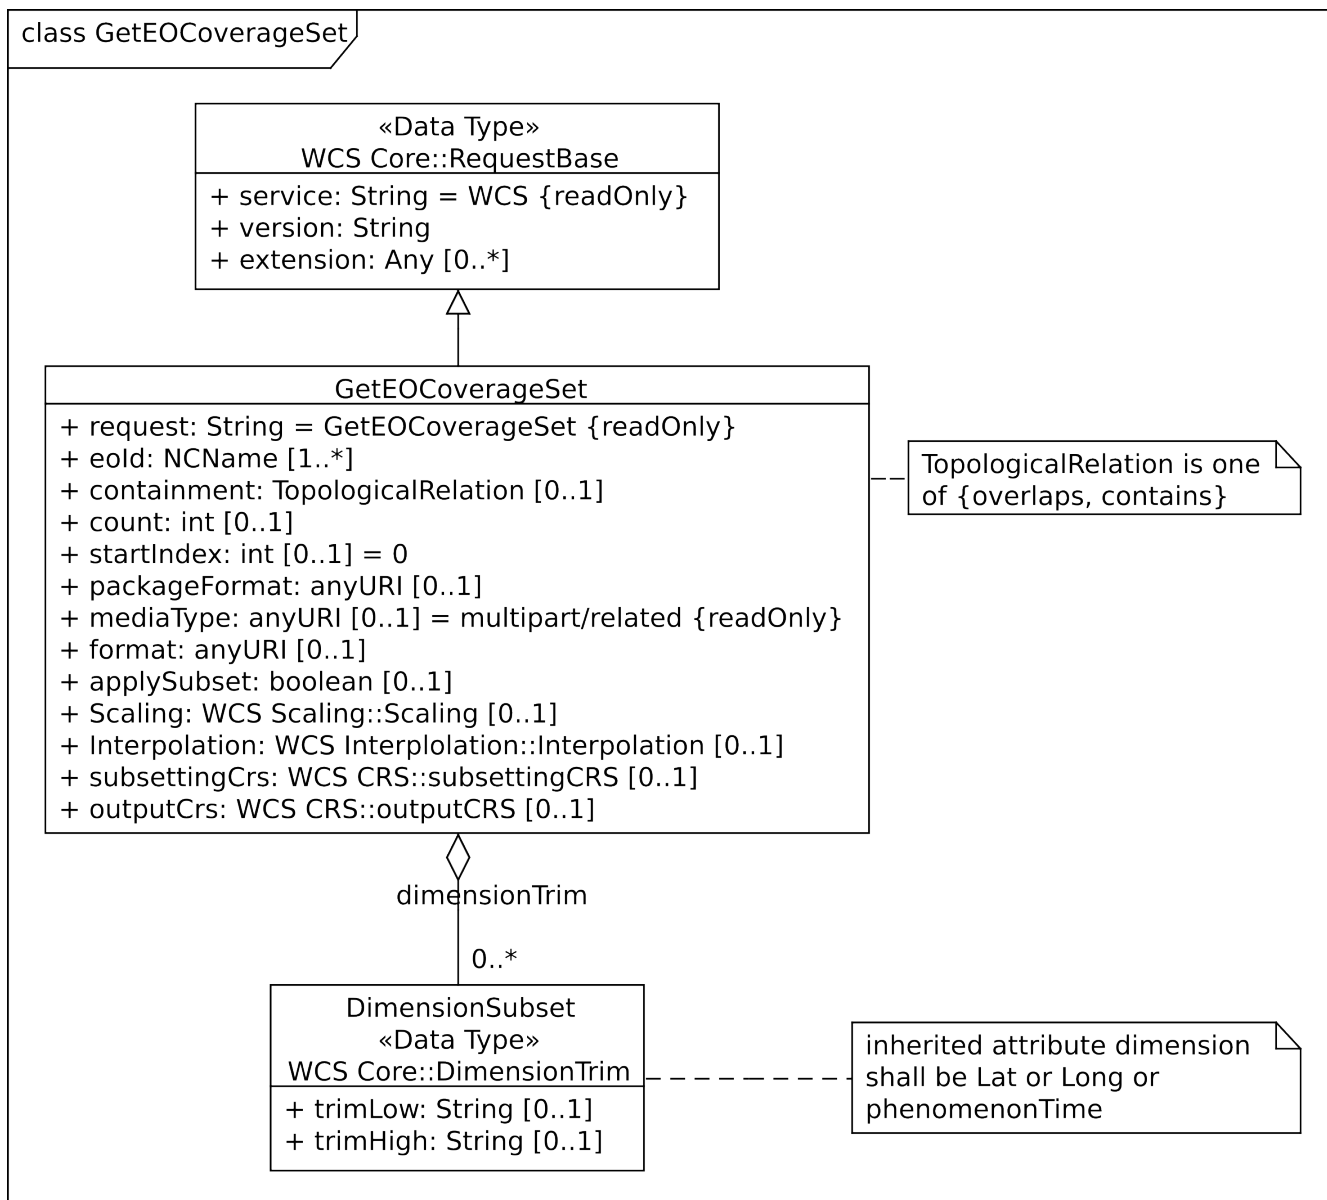 class GetEOCoverageSet
«Data Type»
WCS Core::RequestBase
+ service: String = WCS {readOnly}
+ version: String
+ extension: Any [0..*]
GetEOCoverageSet
+ request: String = GetEOCoverageSet {readOnly}
+ eoId: NCName [1..*]
+ containment: TopologicalRelation [0..1]
+ count: int [0..1]
+ startIndex: int [0..1] = 0
+ packageFormat: anyURI [0..1]
+ mediaType: anyURI [0..1] = multipart/related {readOnly}
+ format: anyURI [0..1]
+ applySubset: boolean [0..1]
+ Scaling: WCS Scaling::Scaling [0..1]
+ Interpolation: WCS Interplolation::Interpolation [0..1]
+ subsettingCrs: WCS CRS::subsettingCRS [0..1]
+ outputCrs: WCS CRS::outputCRS [0..1]
TopologicalRelation is one
of {overlaps, contains}
dimensionTrim
0..*
DimensionSubset
«Data Type»
WCS Core::DimensionTrim
+ trimLow: String [0..1]
+ trimHigh: String [0..1]
inherited attribute dimension
shall be Lat or Long or
phenomenonTime